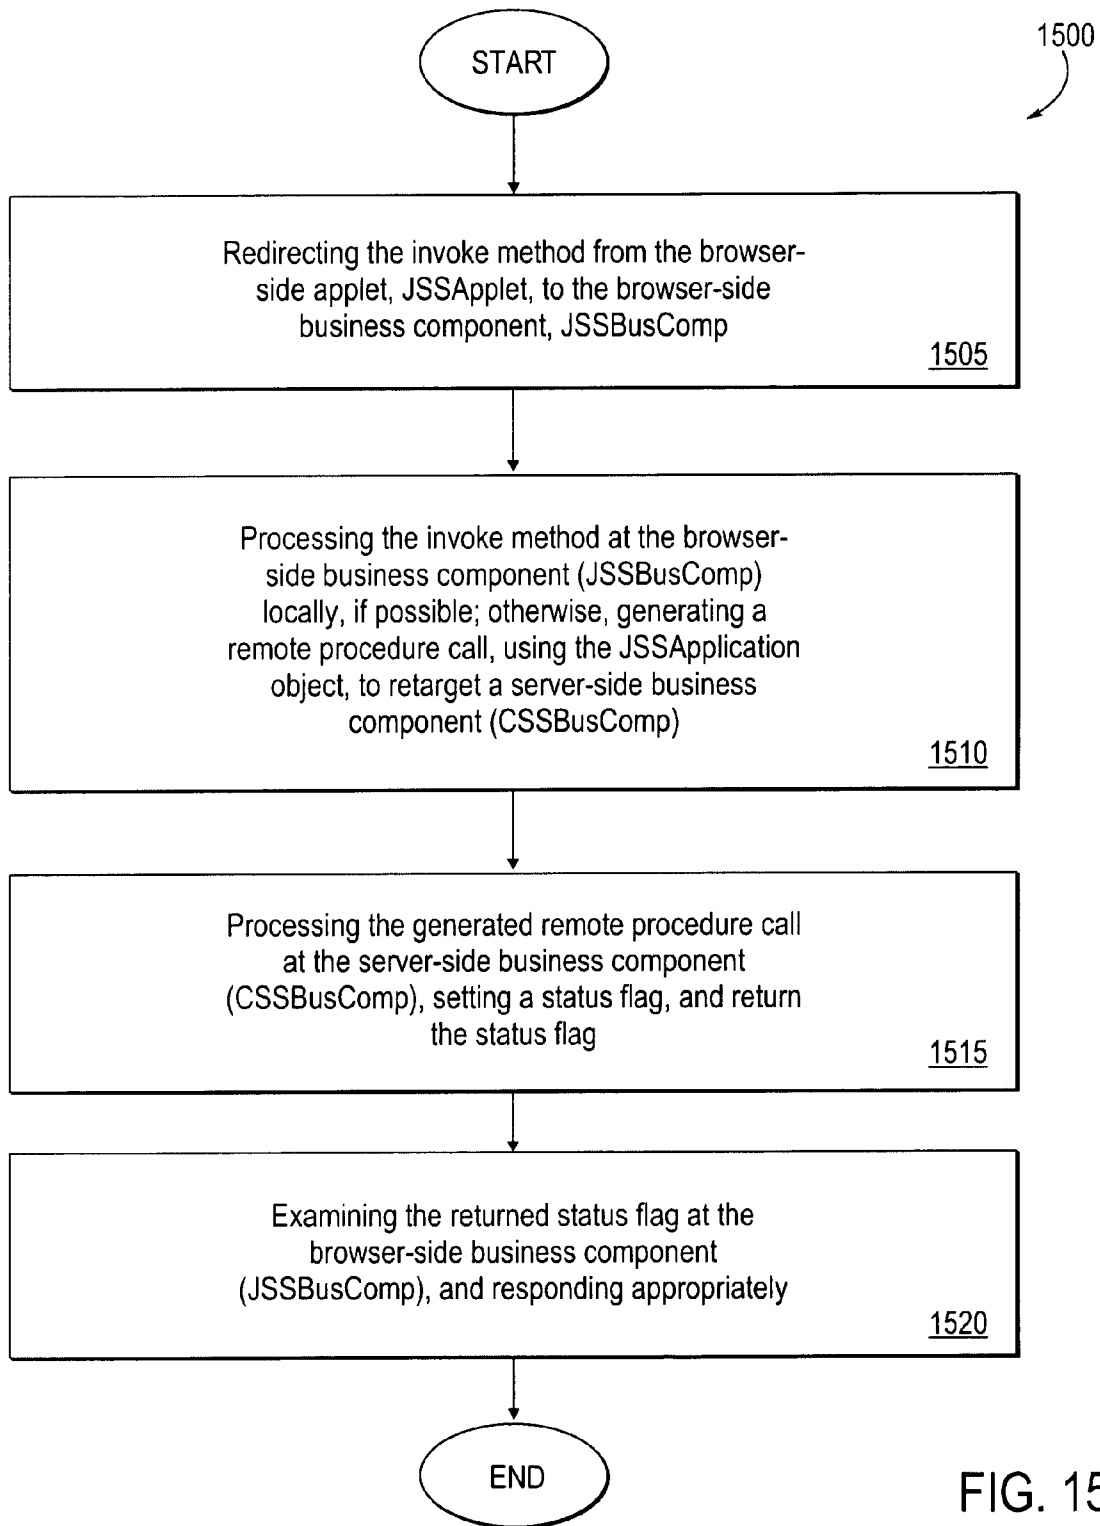 START
1500
Redirecting the invoke method from the browser-
side applet, JSSApplet, to the browser-side
business component, JSSBusComp
1505
Processing the invoke method at the browser-
side business component (JSSBusComp)
locally, if possible; otherwise, generating a
remote procedure call, using the JSSApplication
object, to retarget a server-side business
component (CSSBusComp)
1510
Processing the generated remote procedure call
at the server-side business component
(CSSBusComp), setting a status flag, and return
the status flag
1515
Examining the returned status flag at the
browser-side business component
(JSSBusComp), and responding appropriately
1520
END
FIG. 15